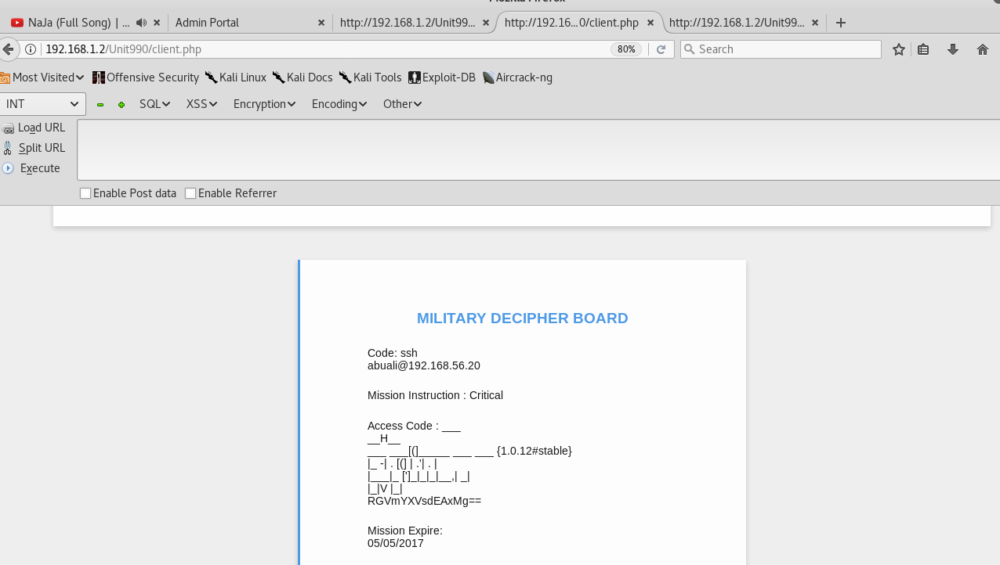 Mozilla Firefox
NaJa (Full Song) | ...
Admin Portal
http://192.168.1.2/Unit99...
http://192.16...0/client.php
http://192.168.1.2/Unit99...
192.168.1.2/Unit990/client.php
80%
Search
Most Visited
Offensive Security
Kali Linux
Kali Docs
Kali Tools
Exploit-DB
Aircrack-ng
INT
SQL
XSS
Encryption
Encoding
Other
Load URL
Split URL
Execute
Enable Post data
Enable Referrer
MILITARY DECIPHER BOARD
Code: ssh
abuali@192.168.56.20
Mission Instruction : Critical
Access Code : ___
__H__
___ ___[(]_____ ___ ___ {1.0.12#stable}
|_ -| . [(] | .'| . |
|___|_ [']_|_|_|__,| _|
|_|V |_|
RGVmYXVsdEAxMg==
Mission Expire:
05/05/2017